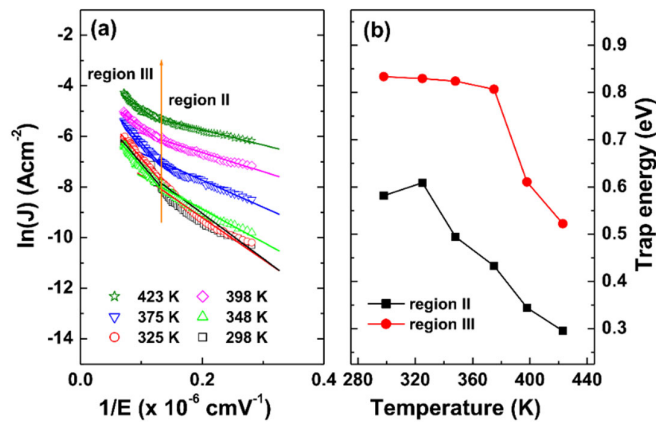 (a)
region III
region II
ln(J) (Acm-2)
-2
-4
-6
-8
-10
-12
-14
423 K
398 K
375 K
348 K
325 K
298 K
0.0
0.2
0.4
1/E (x 10-6 cmV-1)
(b)
region II
region III
0.9
0.8
0.7
0.6
0.5
0.4
0.3
Trap energy (eV)
280
320
360
400
440
Temperature (K)